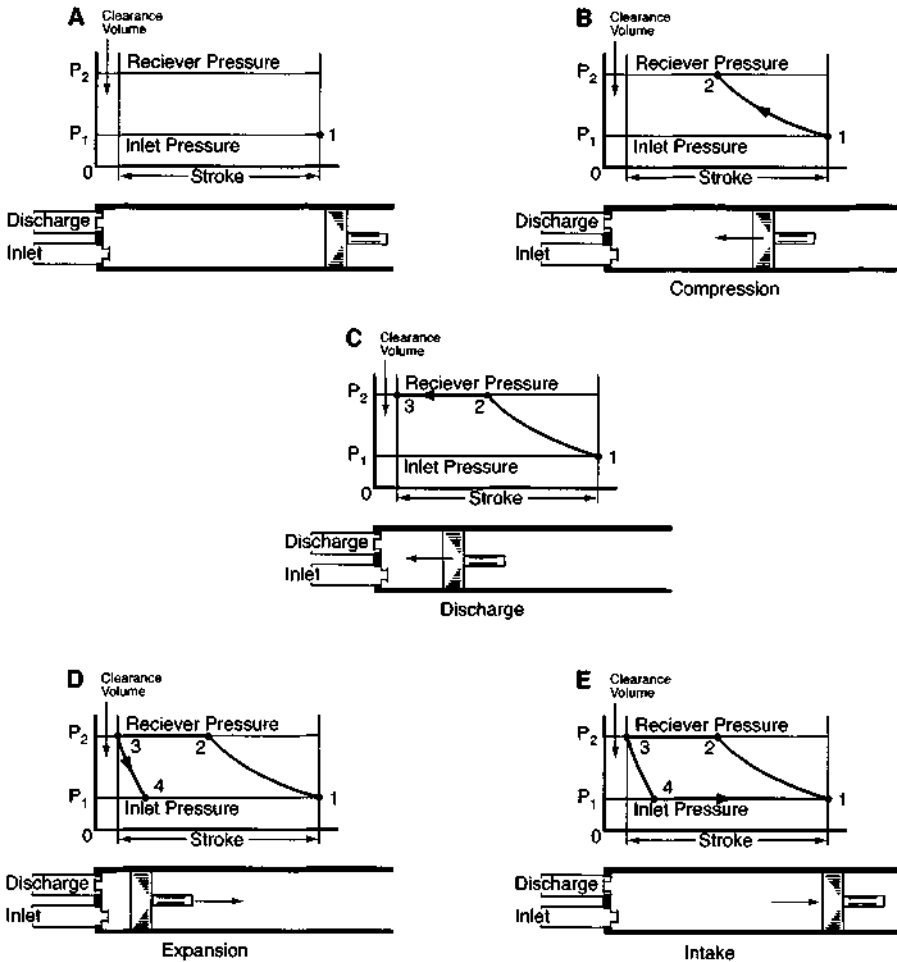 A
Clearance
Volume
P2
Reciever Pressure
P1
1
Inlet Pressure
0
Stroke
Discharge
Inlet
B
Clearance
Volume
P2
Reciever Pressure
2
P1
1
Inlet Pressure
0
Stroke
Discharge
Inlet
Compression
C
Clearance
Volume
P2
Reciever Pressure
3
2
P1
1
Inlet Pressure
0
Stroke
Discharge
Inlet
Discharge
D
Clearance
Volume
P2
Reciever Pressure
3
2
4
P1
1
Inlet Pressure
0
Stroke
Discharge
Inlet
Expansion
E
Clearance
Volume
P2
Reciever Pressure
3
2
4
P1
1
Inlet Pressure
0
Stroke
Discharge
Inlet
Intake